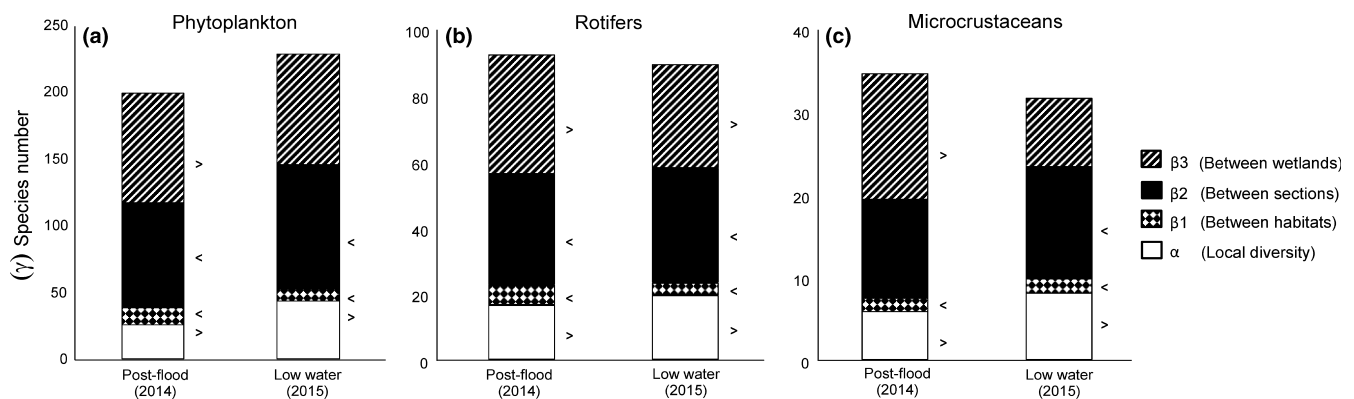 Phytoplankton
Rotifers
Microcrustaceans
(a)
(b)
(c)
(γ) Species number
250
200
150
100
50
0
100
80
60
40
20
0
40
30
20
10
0
>
<
<
>
<
<
>
>
<
<
>
>
<
<
>
>
<
>
<
<
>
Post-flood
(2014)
Low water
(2015)
Post-flood
(2014)
Low water
(2015)
Post-flood
(2014)
Low water
(2015)
β3 (Between wetlands)
β2 (Between sections)
β1 (Between habitats)
α (Local diversity)